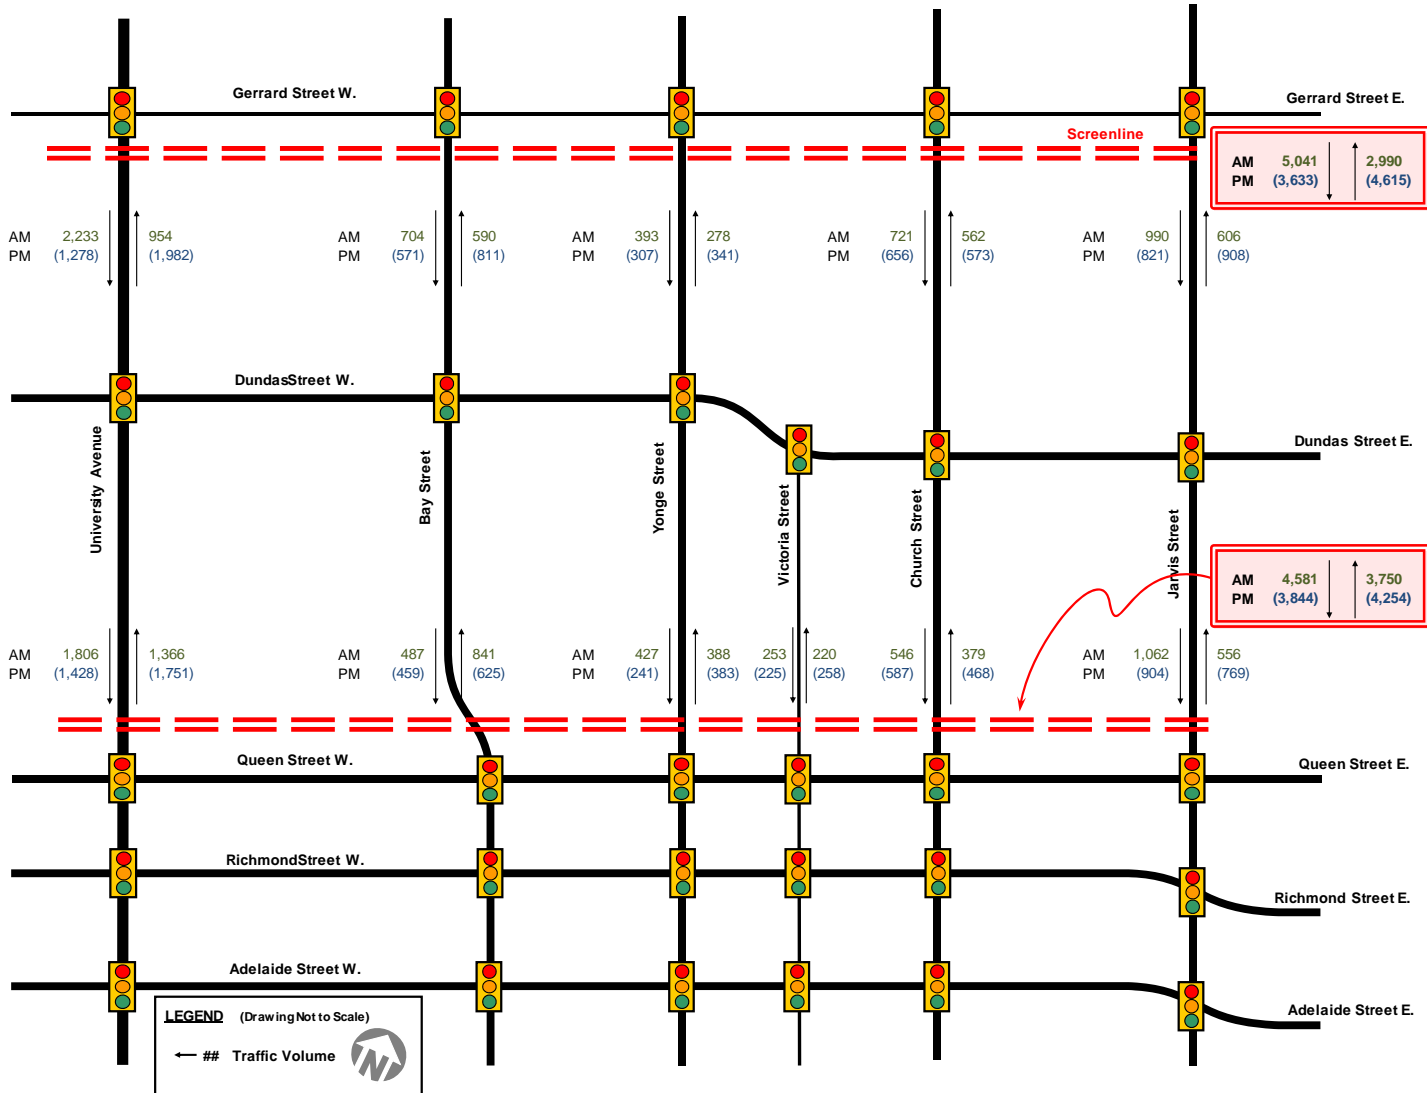 Gerrard Street W.
Gerrard Street E.
Screenline
AM 5,041 2,990
PM (3,633) (4,615)
AM 2,233 954 AM 704 590 AM 393 278 AM 721 562 AM 990 606
PM (1,278) (1,982) PM (571) (811) PM (307) (341) PM (656) (573) PM (821) (908)
DundasStreet W.
Dundas Street E.
University Avenue
Bay Street
Yonge Street
Victoria Street
Church Street
Jarvis Street
AM 4,581 3,750
PM (3,844) (4,254)
AM 1,806 1,366 AM 487 841 AM 427 388 253 220 546 379 AM 1,062 556
PM (1,428) (1,751) PM (459) (625) PM (241) (383) (225) (258) (587) (468) PM (904) (769)
Queen Street W.
Queen Street E.
RichmondStreet W.
Richmond Street E.
Adelaide Street W.
Adelaide Street E.
LEGEND (Drawing Not to Scale)
## Traffic Volume
N